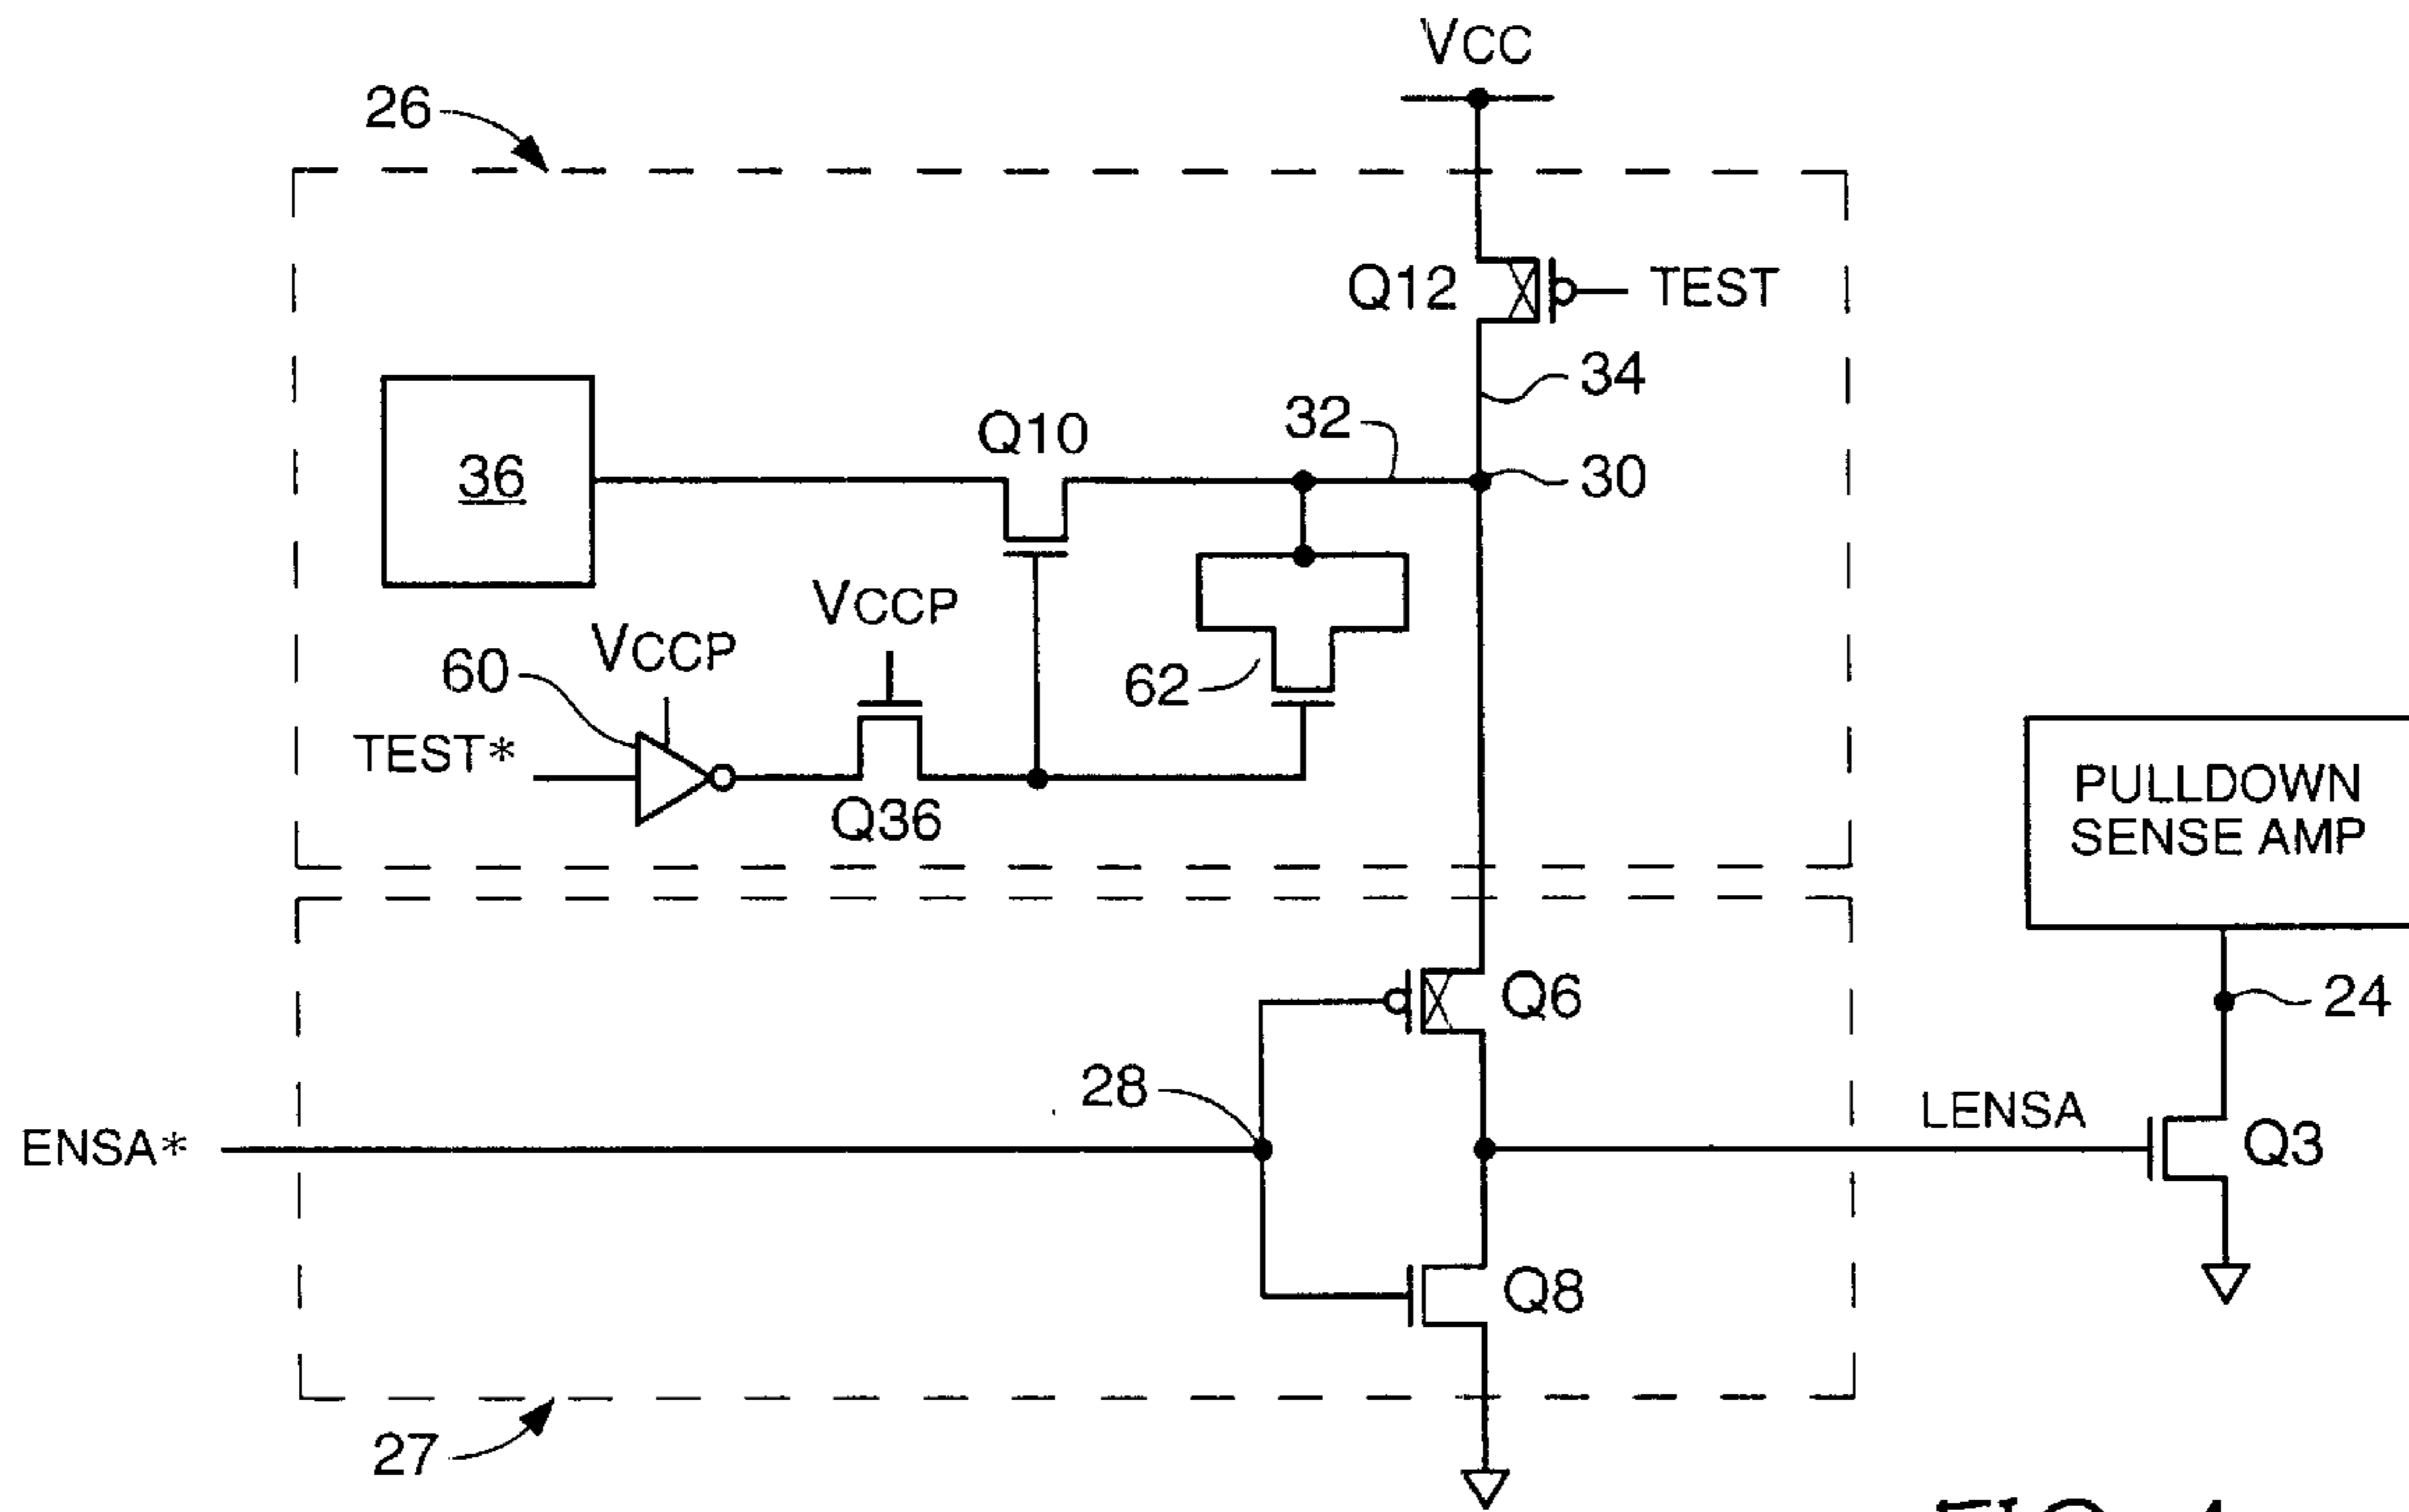 VCC
26
Q12
TEST
34
32
Q10
36
30
VCCP
VCCP
60
62
TEST*
Q36
PULLDOWN
SENSE AMP
Q6
24
28
LENSA
ENSA*
Q3
Q8
27